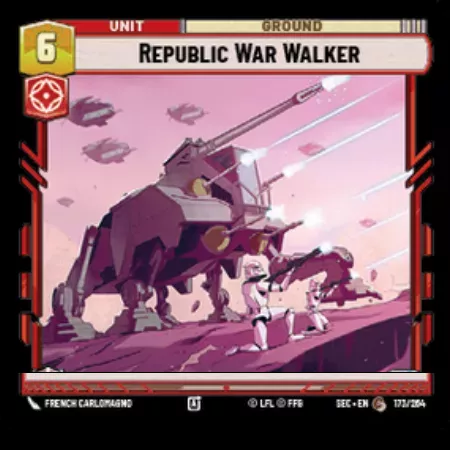 UNIT
GROUND
6
REPUBLIC WAR WALKER
FRENCH CARLOMAGNO
U
© LFL © FFG
SEC • EN
173/264